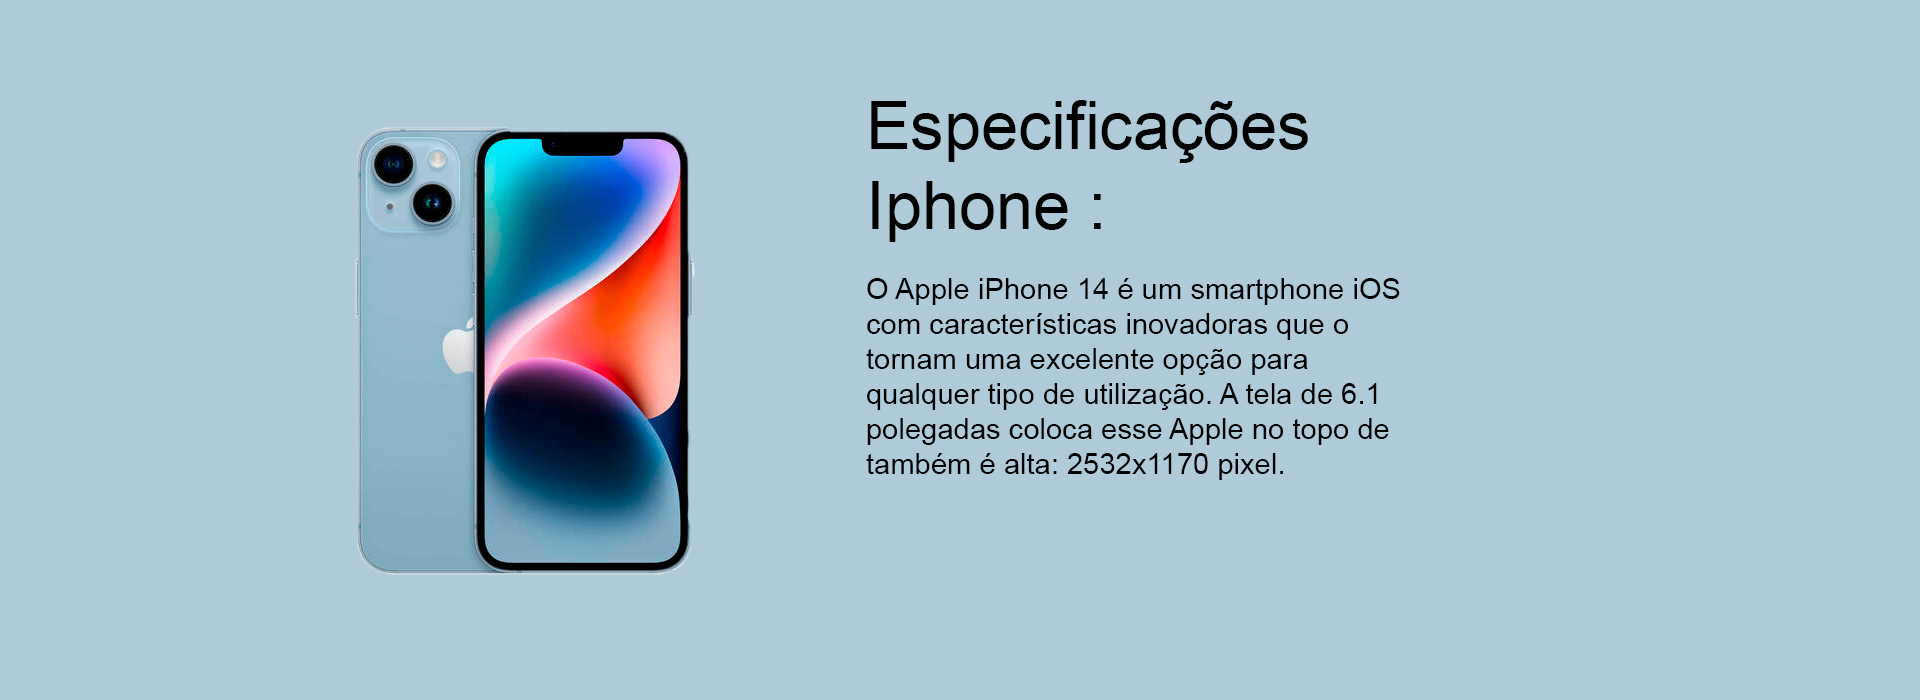 Especificações
Iphone :
O Apple iPhone 14 é um smartphone iOS
com características inovadoras que o
tornam uma excelente opção para
qualquer tipo de utilização. A tela de 6.1
polegadas coloca esse Apple no topo de
também é alta: 2532x1170 pixel.